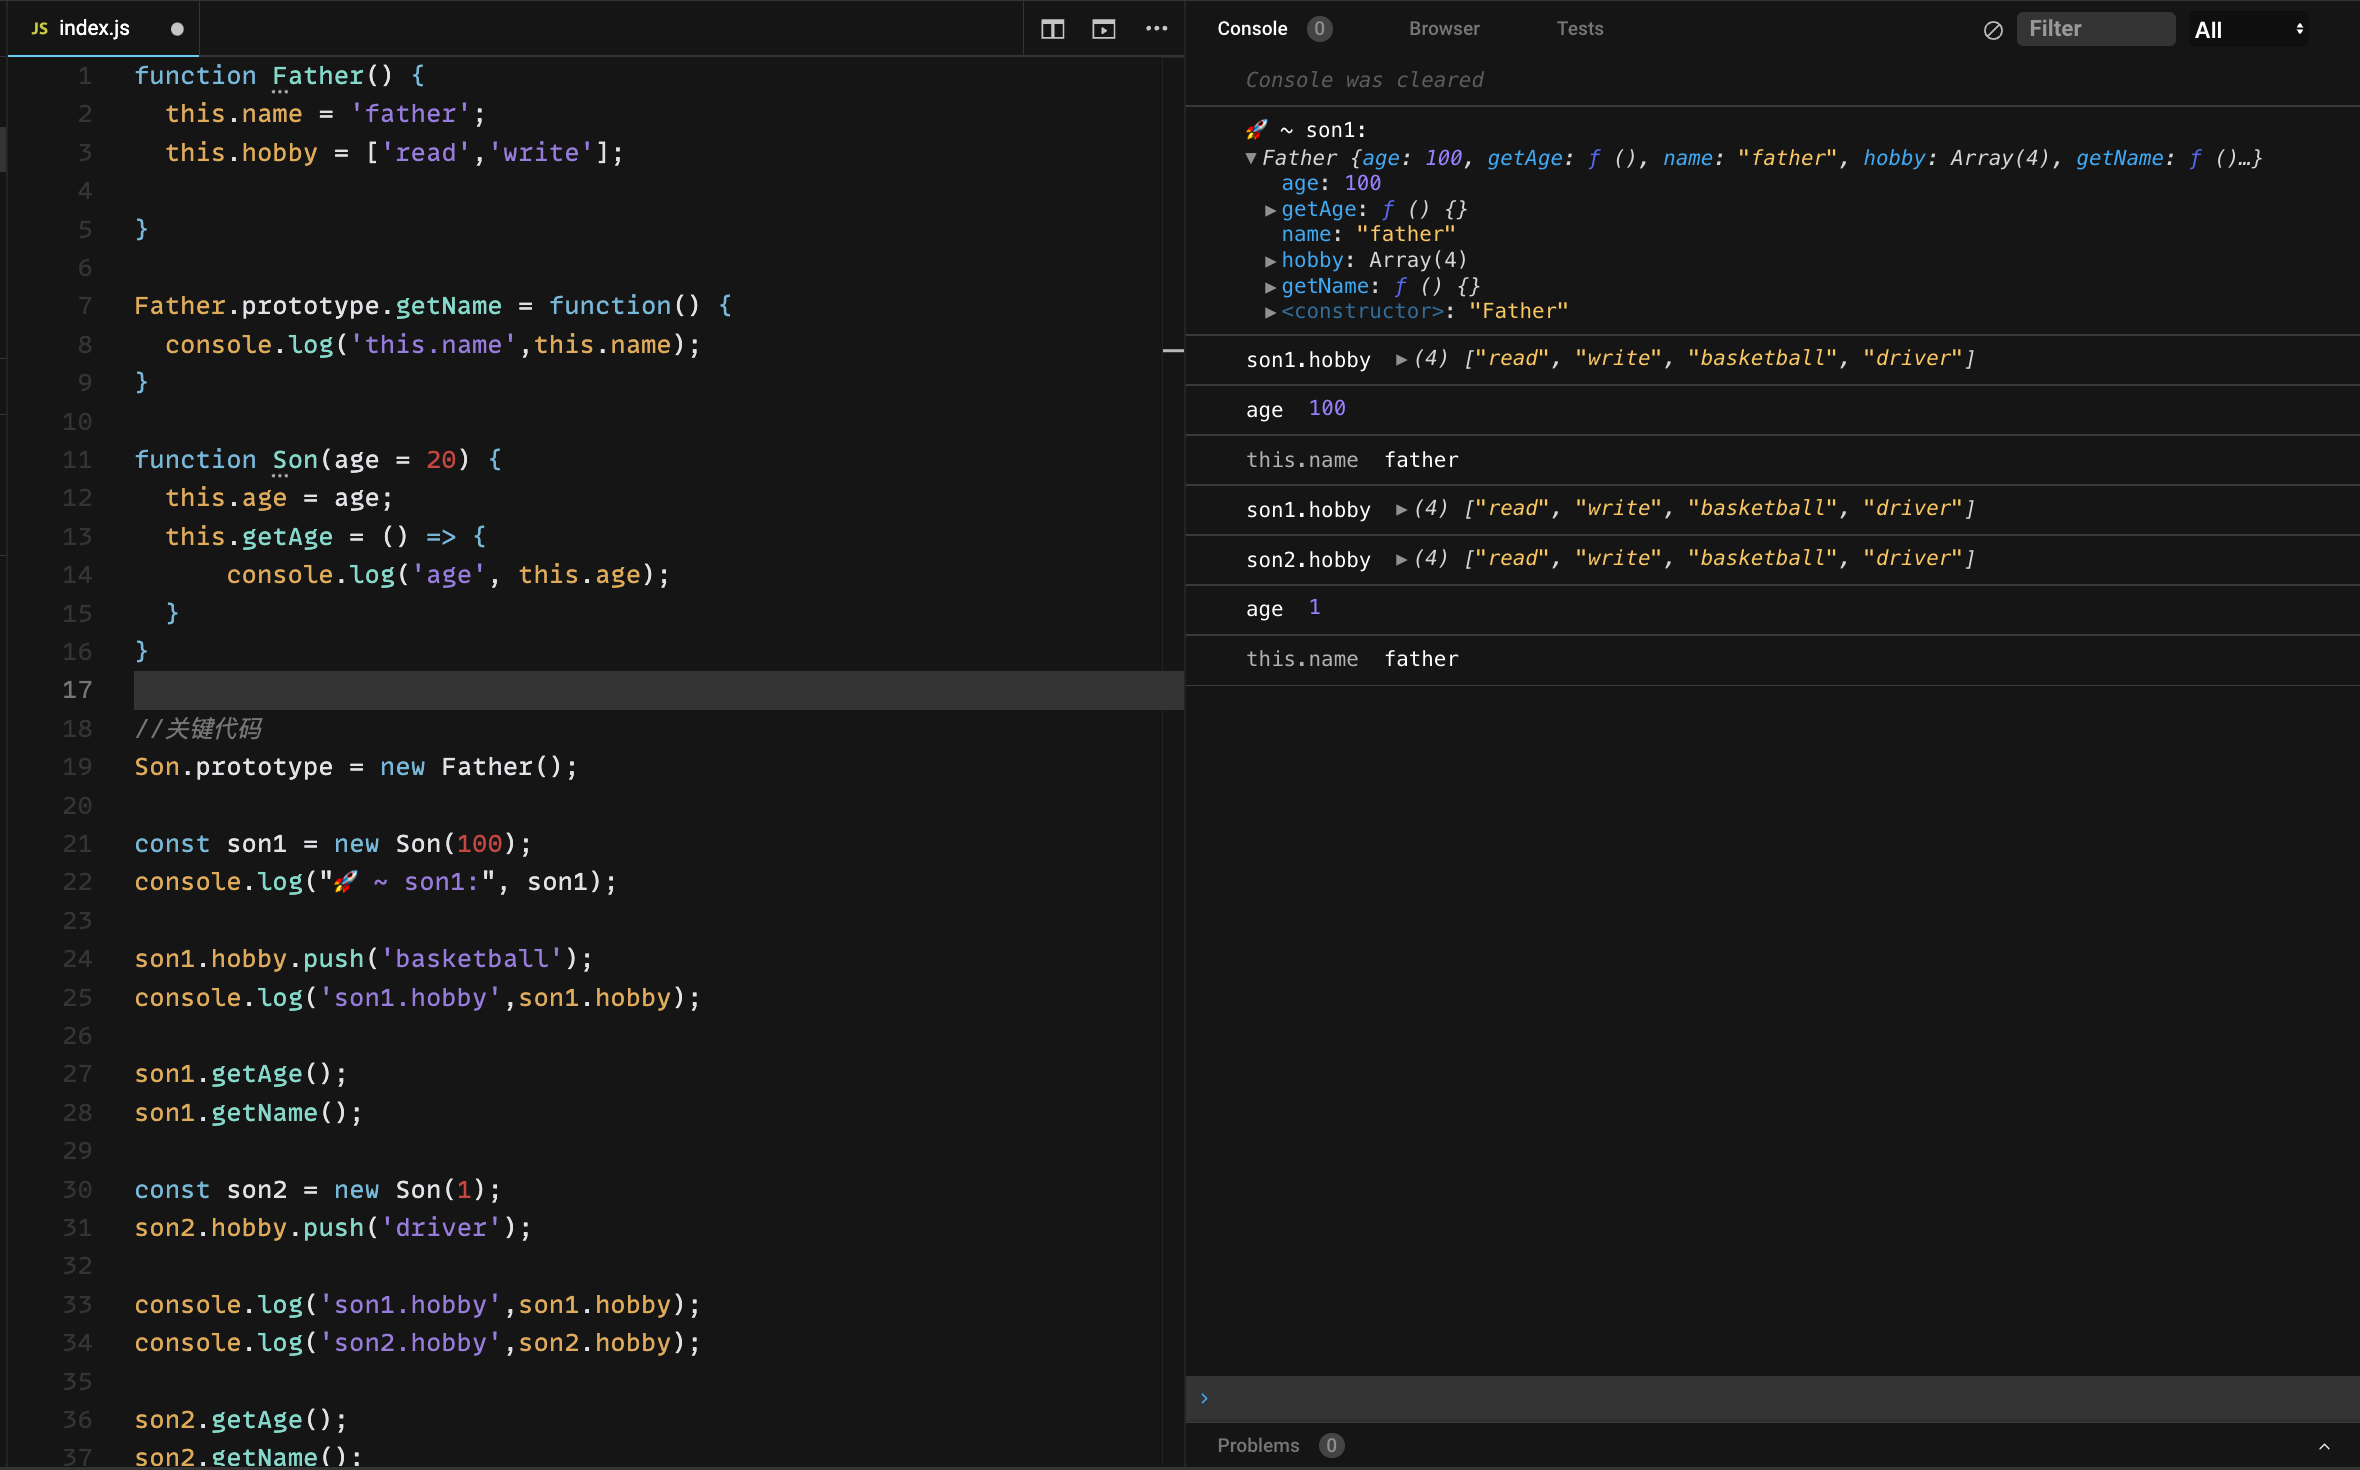 JS index.js
1 function Father() {
2 this.name = 'father';
3 this.hobby = ['read','write'];
4
5 }
6
7 Father.prototype.getName = function() {
8 console.log('this.name',this.name);
9 }
10
11 function Son(age = 20) {
12 this.age = age;
13 this.getAge = () => {
14 console.log('age', this.age);
15 }
16 }
17
18 //关键代码
19 Son.prototype = new Father();
20
21 const son1 = new Son(100);
22 console.log("🚀 ~ son1:", son1);
23
24 son1.hobby.push('basketball');
25 console.log('son1.hobby',son1.hobby);
26
27 son1.getAge();
28 son1.getName();
29
30 const son2 = new Son(1);
31 son2.hobby.push('driver');
32
33 console.log('son1.hobby',son1.hobby);
34 console.log('son2.hobby',son2.hobby);
35
36 son2.getAge();
37 son2.getName();
Console 0 Browser Tests Filter All
Console was cleared
🚀 ~ son1:
▼Father {age: 100, getAge: ƒ (), name: "father", hobby: Array(4), getName: ƒ ()…}
age: 100
▶getAge: ƒ () {}
name: "father"
▶hobby: Array(4)
▶getName: ƒ () {}
▶<constructor>: "Father"
son1.hobby ▶(4) ["read", "write", "basketball", "driver"]
age 100
this.name father
son1.hobby ▶(4) ["read", "write", "basketball", "driver"]
son2.hobby ▶(4) ["read", "write", "basketball", "driver"]
age 1
this.name father
›
Problems 0